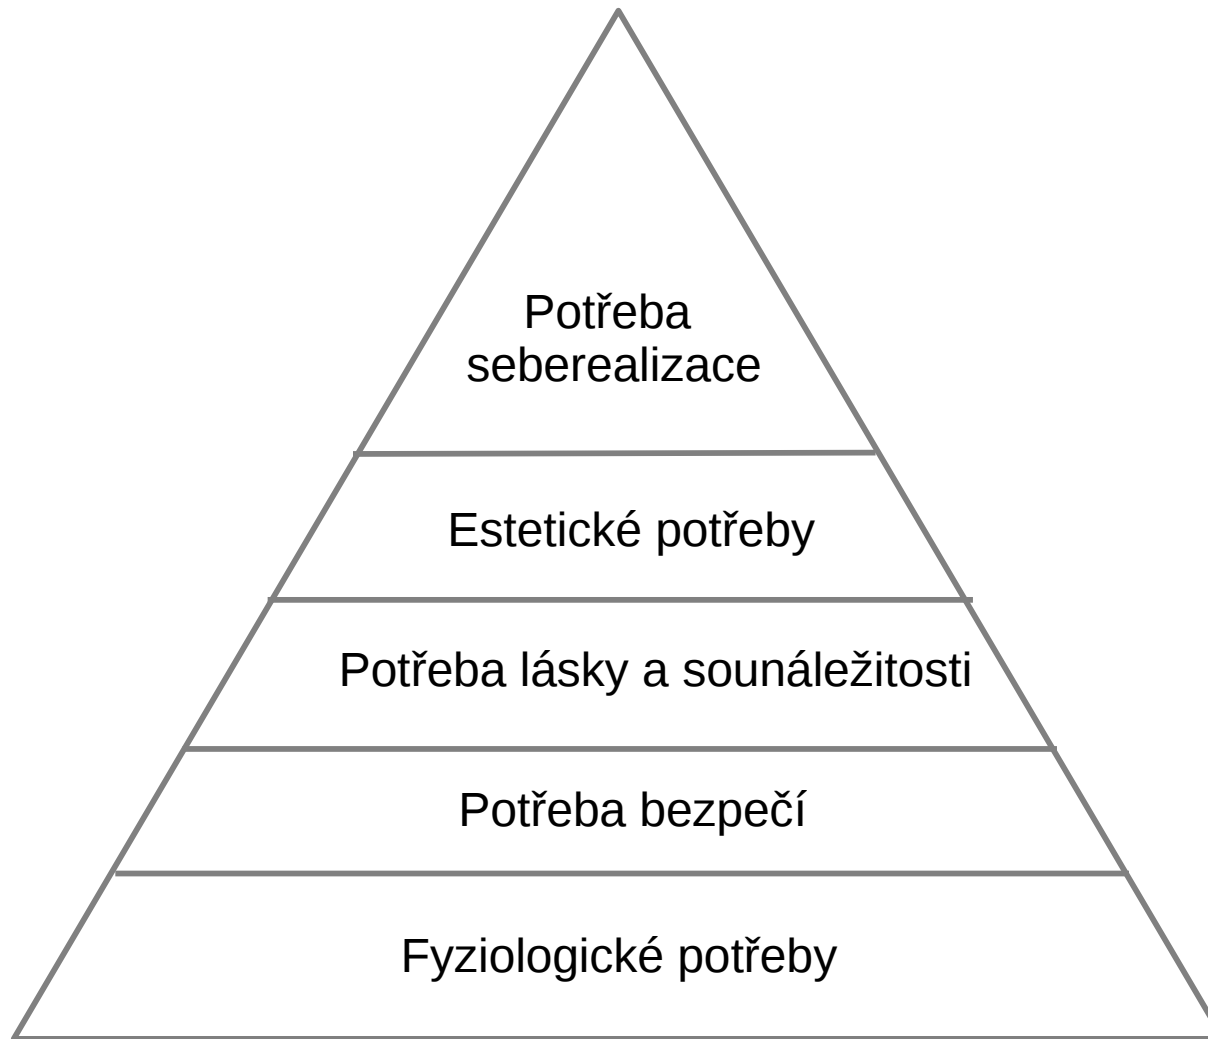 Potřeba
seberealizace
Estetické potřeby
Potřeba lásky a sounáležitosti
Potřeba bezpečí
Fyziologické potřeby